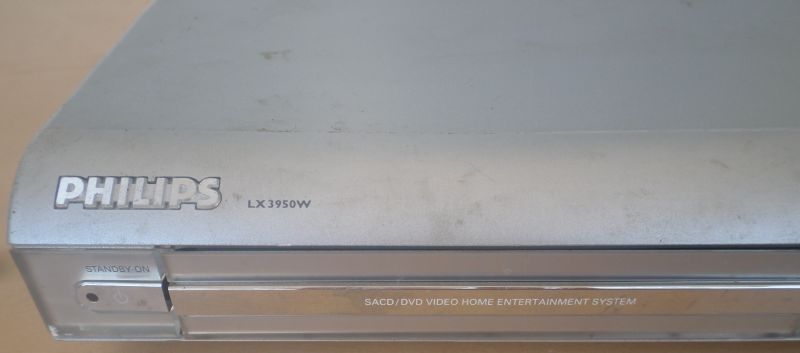 PHILIPS LX3950W
STANDBY-ON
SACD/DVD VIDEO HOME ENTERTAINMENT SYSTEM